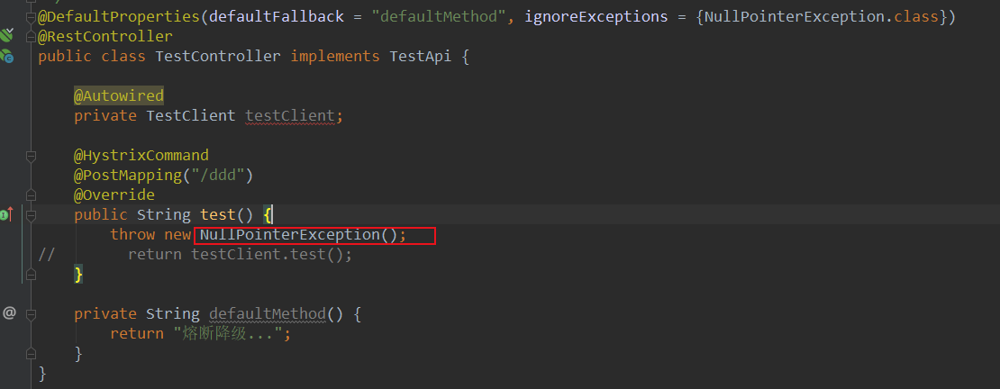 @DefaultProperties(defaultFallback = "defaultMethod", ignoreExceptions = {NullPointerException.class})
@RestController
public class TestController implements TestApi {
@Autowired
private TestClient testClient;
@HystrixCommand
@PostMapping("/ddd")
@Override
public String test() {
throw new NullPointerException();
// return testClient.test();
}
private String defaultMethod() {
return "熔断降级...";
}
}